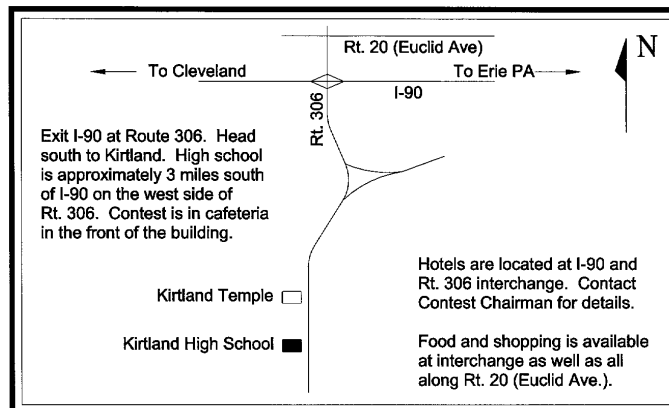 Rt. 20 (Euclid Ave)
N
To Cleveland
To Erie PA
I-90
Rt. 306
Exit I-90 at Route 306. Head
south to Kirtland. High school
is approximately 3 miles south
of I-90 on the west side of
Rt. 306. Contest is in cafeteria
in the front of the building.
Kirtland Temple
Kirtland High School
Hotels are located at I-90 and
Rt. 306 interchange. Contact
Contest Chairman for details.
Food and shopping is available
at interchange as well as all
along Rt. 20 (Euclid Ave.).